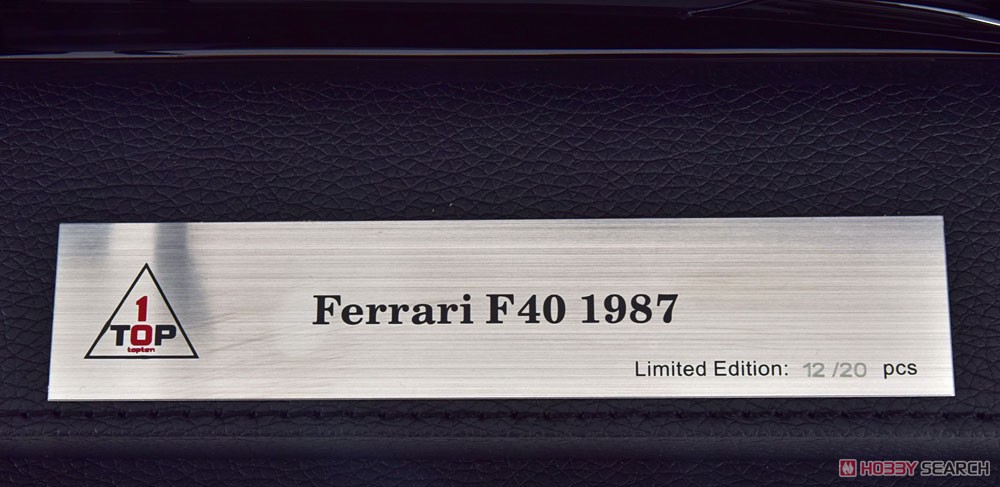 1
TOP
topten
Ferrari F40 1987
Limited Edition: 12 /20 pcs
HOBBY SEARCH